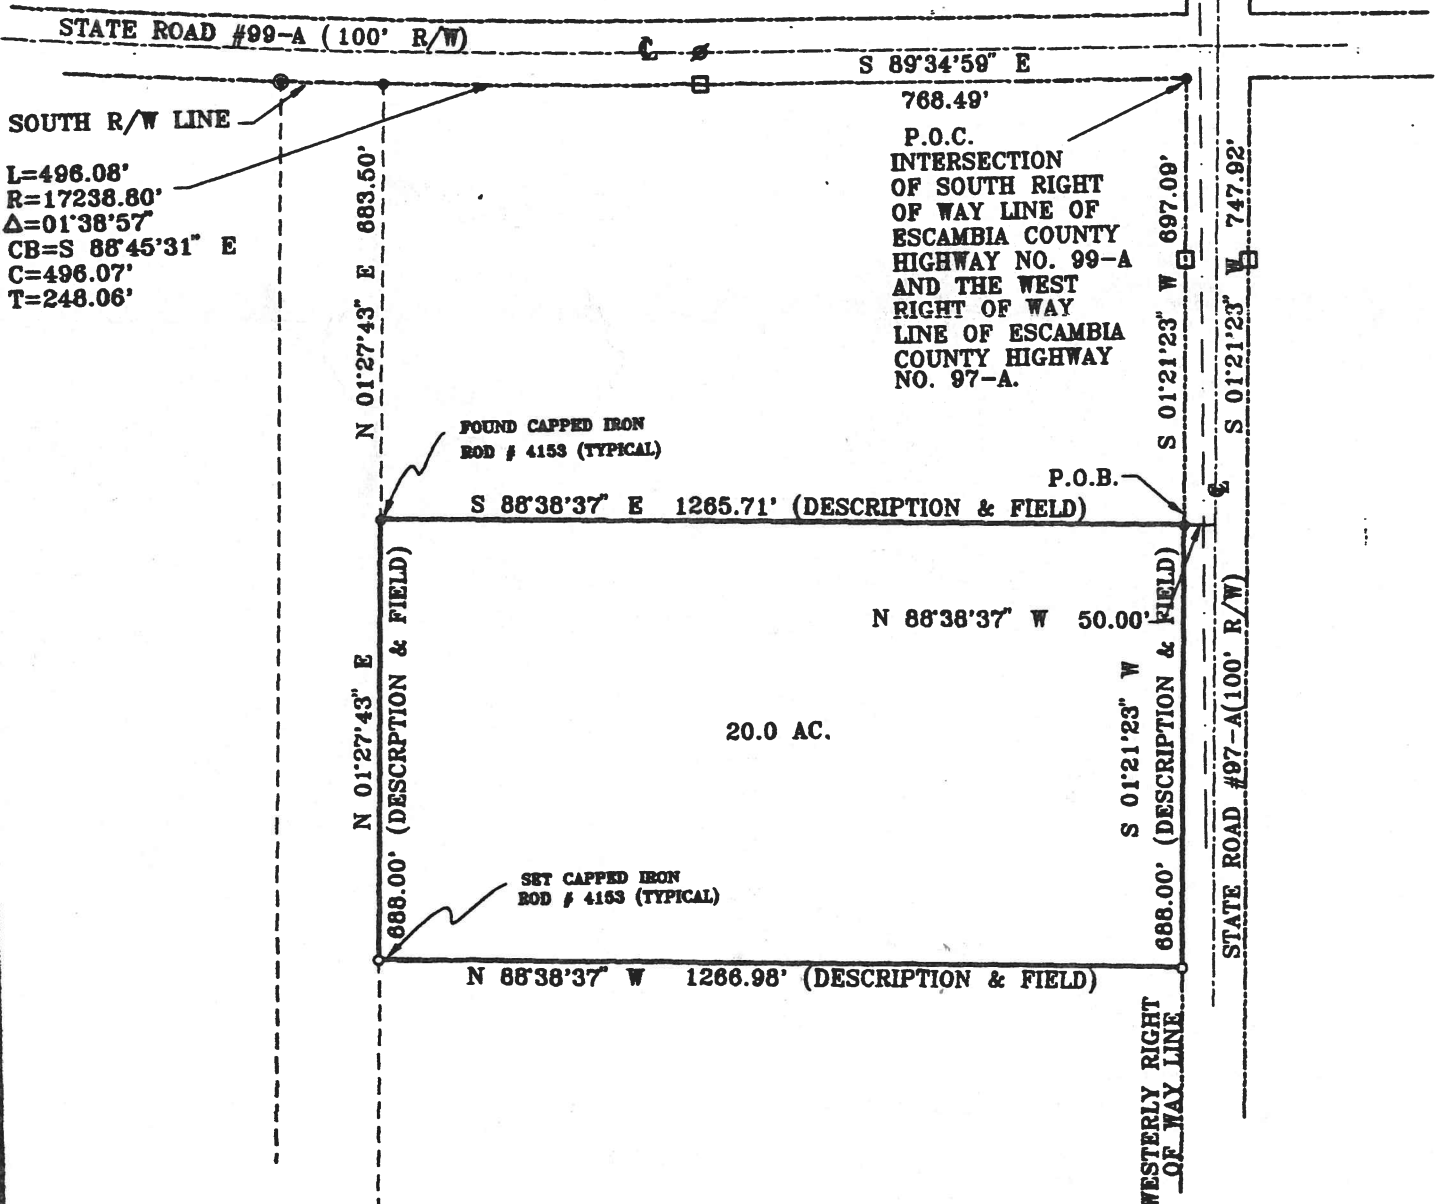 STATE ROAD #99-A (100' R/W)
℄
S 89°34'59" E
768.49'
SOUTH R/W LINE
L=496.08'
R=17238.80'
Δ=01°38'57"
CB=S 88°45'31" E
C=496.07'
T=248.06'
N 01°27'43" E 683.50'
P.O.C.
INTERSECTION
OF SOUTH RIGHT
OF WAY LINE OF
ESCAMBIA COUNTY
HIGHWAY NO. 99-A
AND THE WEST
RIGHT OF WAY
LINE OF ESCAMBIA
COUNTY HIGHWAY
NO. 97-A.
S 01°21'23" W 697.09'
S 01°21'23" W 747.92'
FOUND CAPPED IRON
ROD # 4153 (TYPICAL)
P.O.B.
℄
S 88°38'37" E 1265.71' (DESCRIPTION & FIELD)
N 88°38'37" W 50.00'
N 01°27'43" E
688.00' (DESCRPTION & FIELD)
20.0 AC.
S 01°21'23" W
688.00' (DESCRIPTION & FIELD)
STATE ROAD #97-A(100' R/W)
SET CAPPED IRON
ROD # 4153 (TYPICAL)
N 88°38'37" W 1266.98' (DESCRIPTION & FIELD)
WESTERLY RIGHT
OF WAY LINE